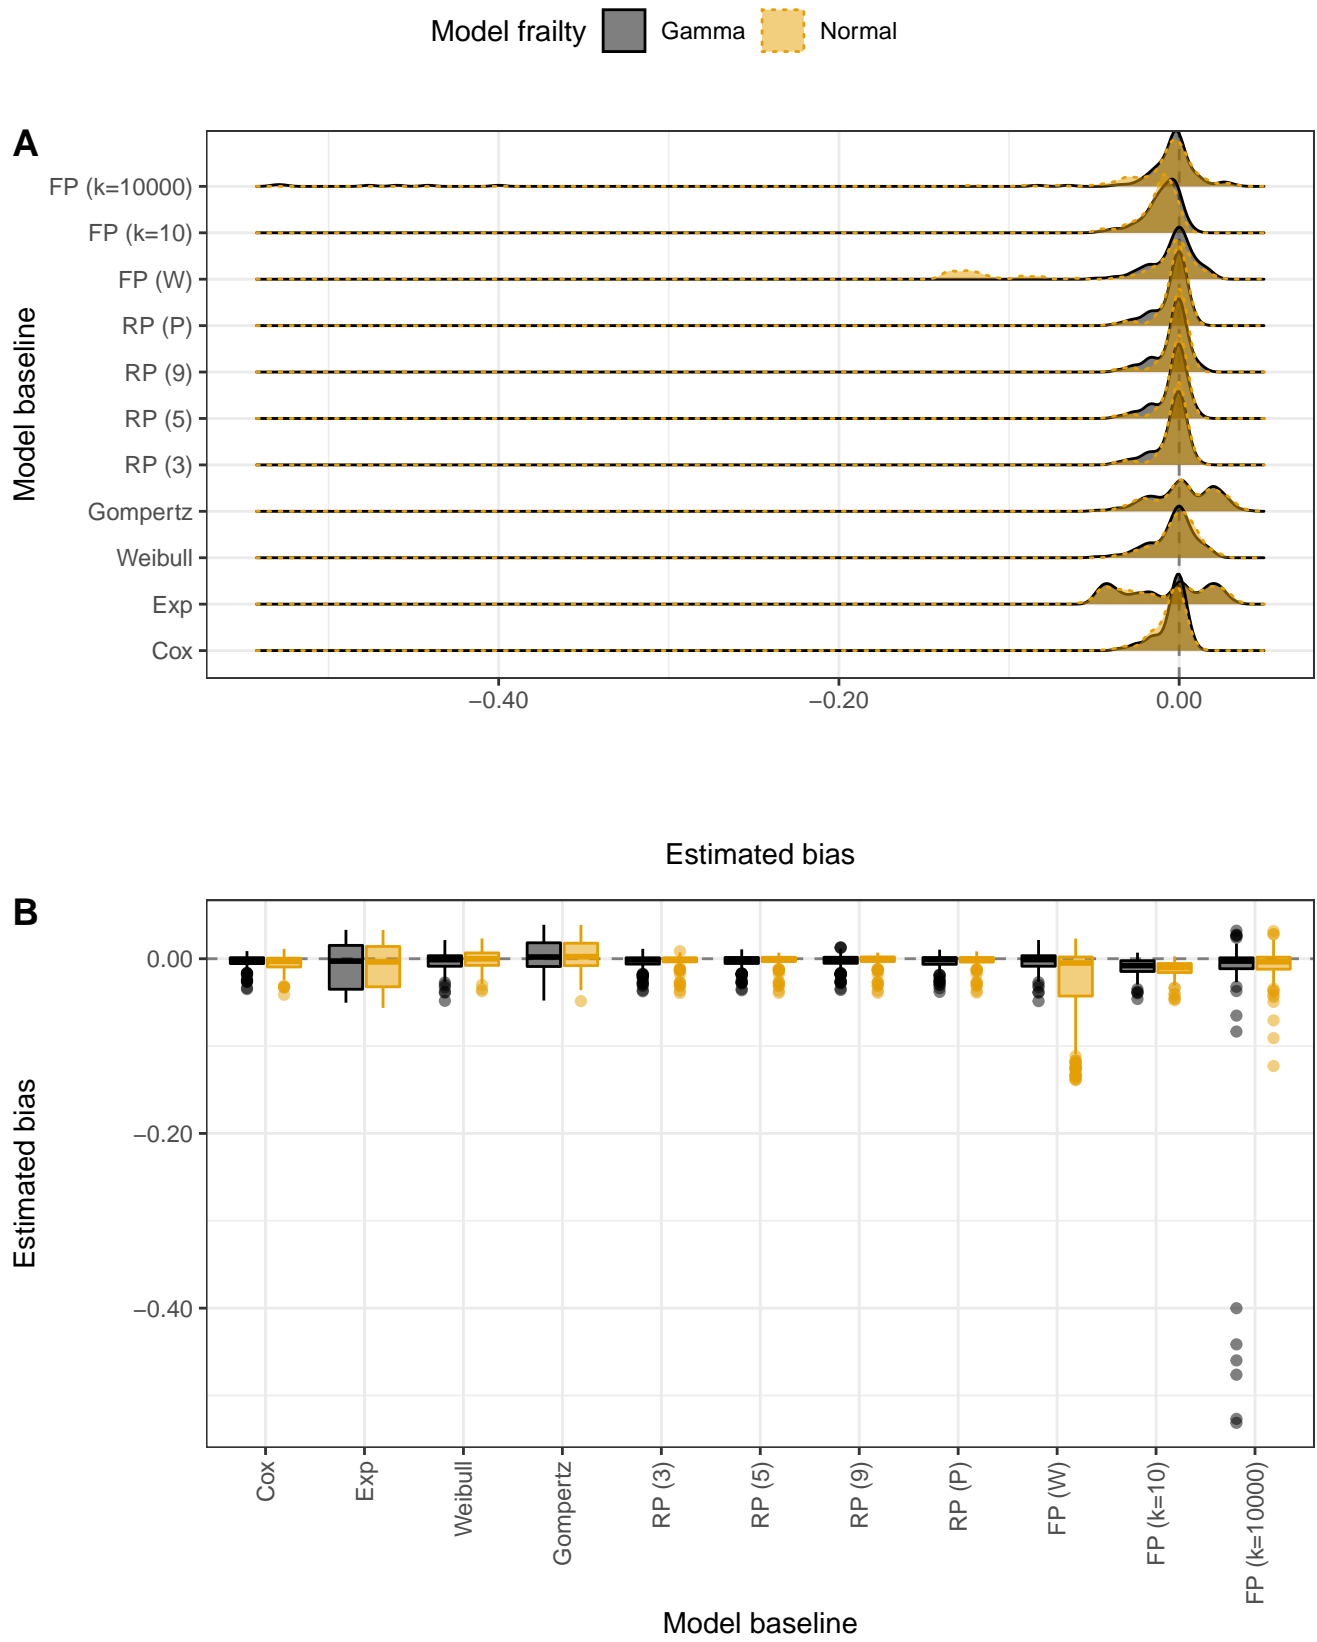 Model frailty Gamma Normal
A
Model baseline
FP (k=10000)
FP (k=10)
FP (W)
RP (P)
RP (9)
RP (5)
RP (3)
Gompertz
Weibull
Exp
Cox
−0.40 −0.20 0.00
Estimated bias
B
Estimated bias
0.00
−0.20
−0.40
Cox
Exp
Weibull
Gompertz
RP (3)
RP (5)
RP (9)
RP (P)
FP (W)
FP (k=10)
FP (k=10000)
Model baseline